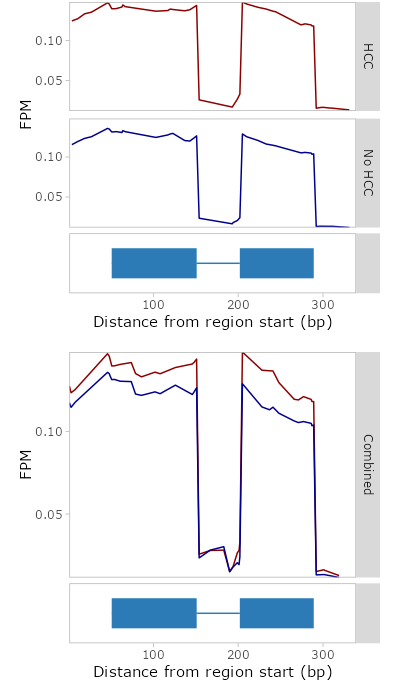 0.10
0.05
HCC
FPM
0.10
0.05
No HCC
100 200 300
Distance from region start (bp)
0.10
0.05
FPM
Combined
100 200 300
Distance from region start (bp)